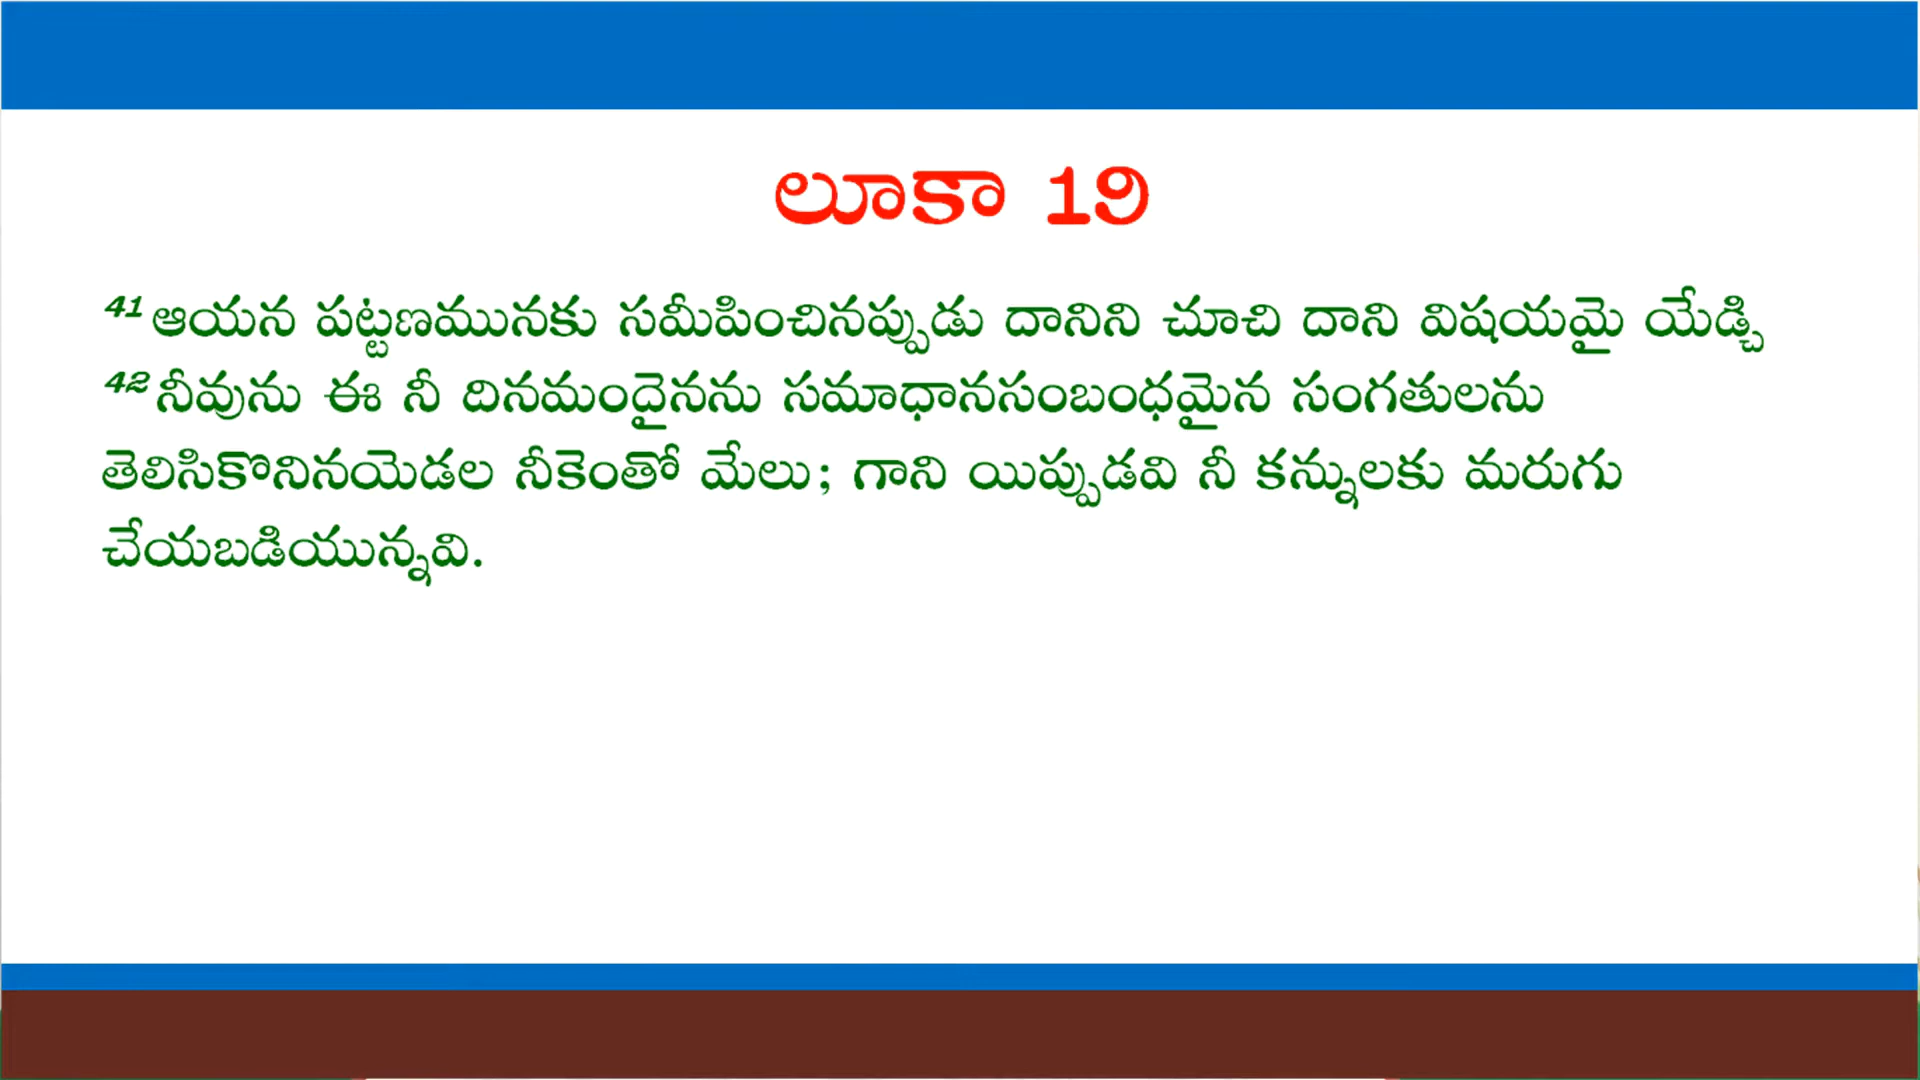 లూకా 19
41 ఆయన పట్టణమునకు సమీపించినప్పుడు దానిని చూచి దాని విషయమై యేడ్చి
42 నీవును ఈ నీ దినమందైనను సమాధానసంబంధమైన సంగతులను
తెలిసికొనినయెడల నీకెంతో మేలు; గాని యిప్పుడవి నీ కన్నులకు మరుగు
చేయబడియున్నవి.